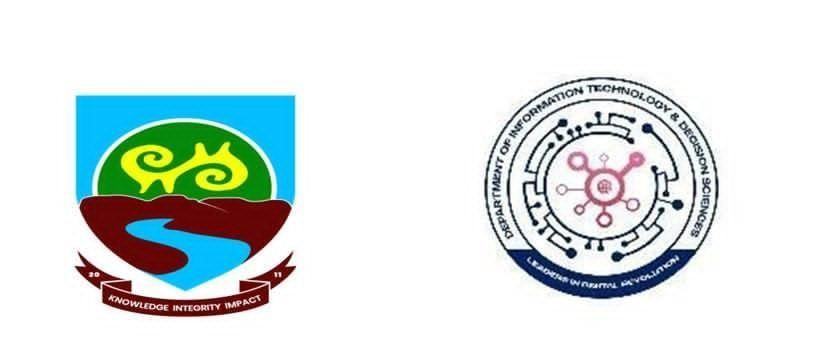 20 11
KNOWLEDGE INTEGRITY IMPACT
DEPARTMENT OF INFORMATION TECHNOLOGY & DECISION SCIENCES
LEADERS IN DIGITAL REVOLUTION